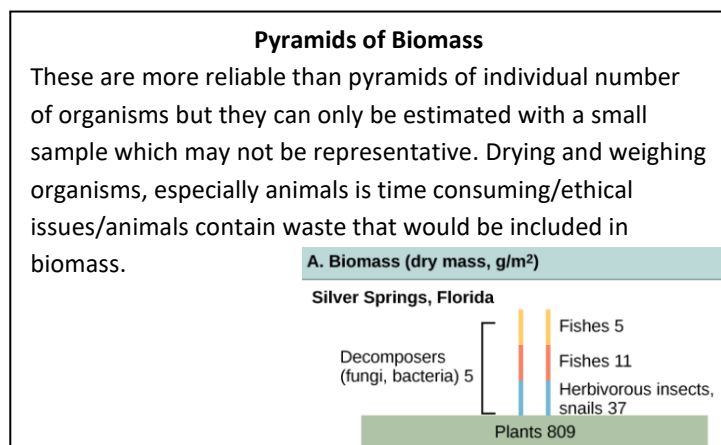 Pyramids of Biomass
These are more reliable than pyramids of individual number
of organisms but they can only be estimated with a small
sample which may not be representative. Drying and weighing
organisms, especially animals is time consuming/ethical
issues/animals contain waste that would be included in
biomass.
A. Biomass (dry mass, g/m²)
Silver Springs, Florida
Fishes 5
Decomposers
(fungi, bacteria) 5
Fishes 11
Herbivorous insects,
snails 37
Plants 809